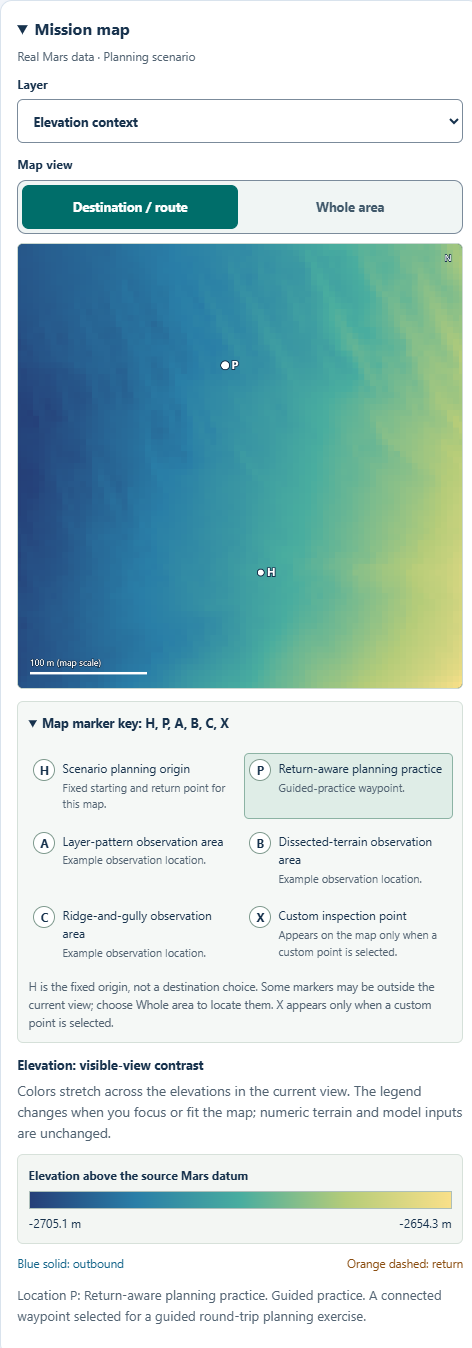 ▼ Mission map
Real Mars data · Planning scenario
Layer
Elevation context
Map view
Destination / route
Whole area
N
P
H
100 m (map scale)
▼ Map marker key: H, P, A, B, C, X
H Scenario planning origin
Fixed starting and return point for
this map.
P Return-aware planning practice
Guided-practice waypoint.
A Layer-pattern observation area
Example observation location.
B Dissected-terrain observation
area
Example observation location.
C Ridge-and-gully observation
area
Example observation location.
X Custom inspection point
Appears on the map only when a
custom point is selected.
H is the fixed origin, not a destination choice. Some markers may be outside the
current view; choose Whole area to locate them. X appears only when a custom
point is selected.
Elevation: visible-view contrast
Colors stretch across the elevations in the current view. The legend
changes when you focus or fit the map; numeric terrain and model inputs
are unchanged.
Elevation above the source Mars datum
-2705.1 m
-2654.3 m
Blue solid: outbound
Orange dashed: return
Location P: Return-aware planning practice. Guided practice. A connected
waypoint selected for a guided round-trip planning exercise.